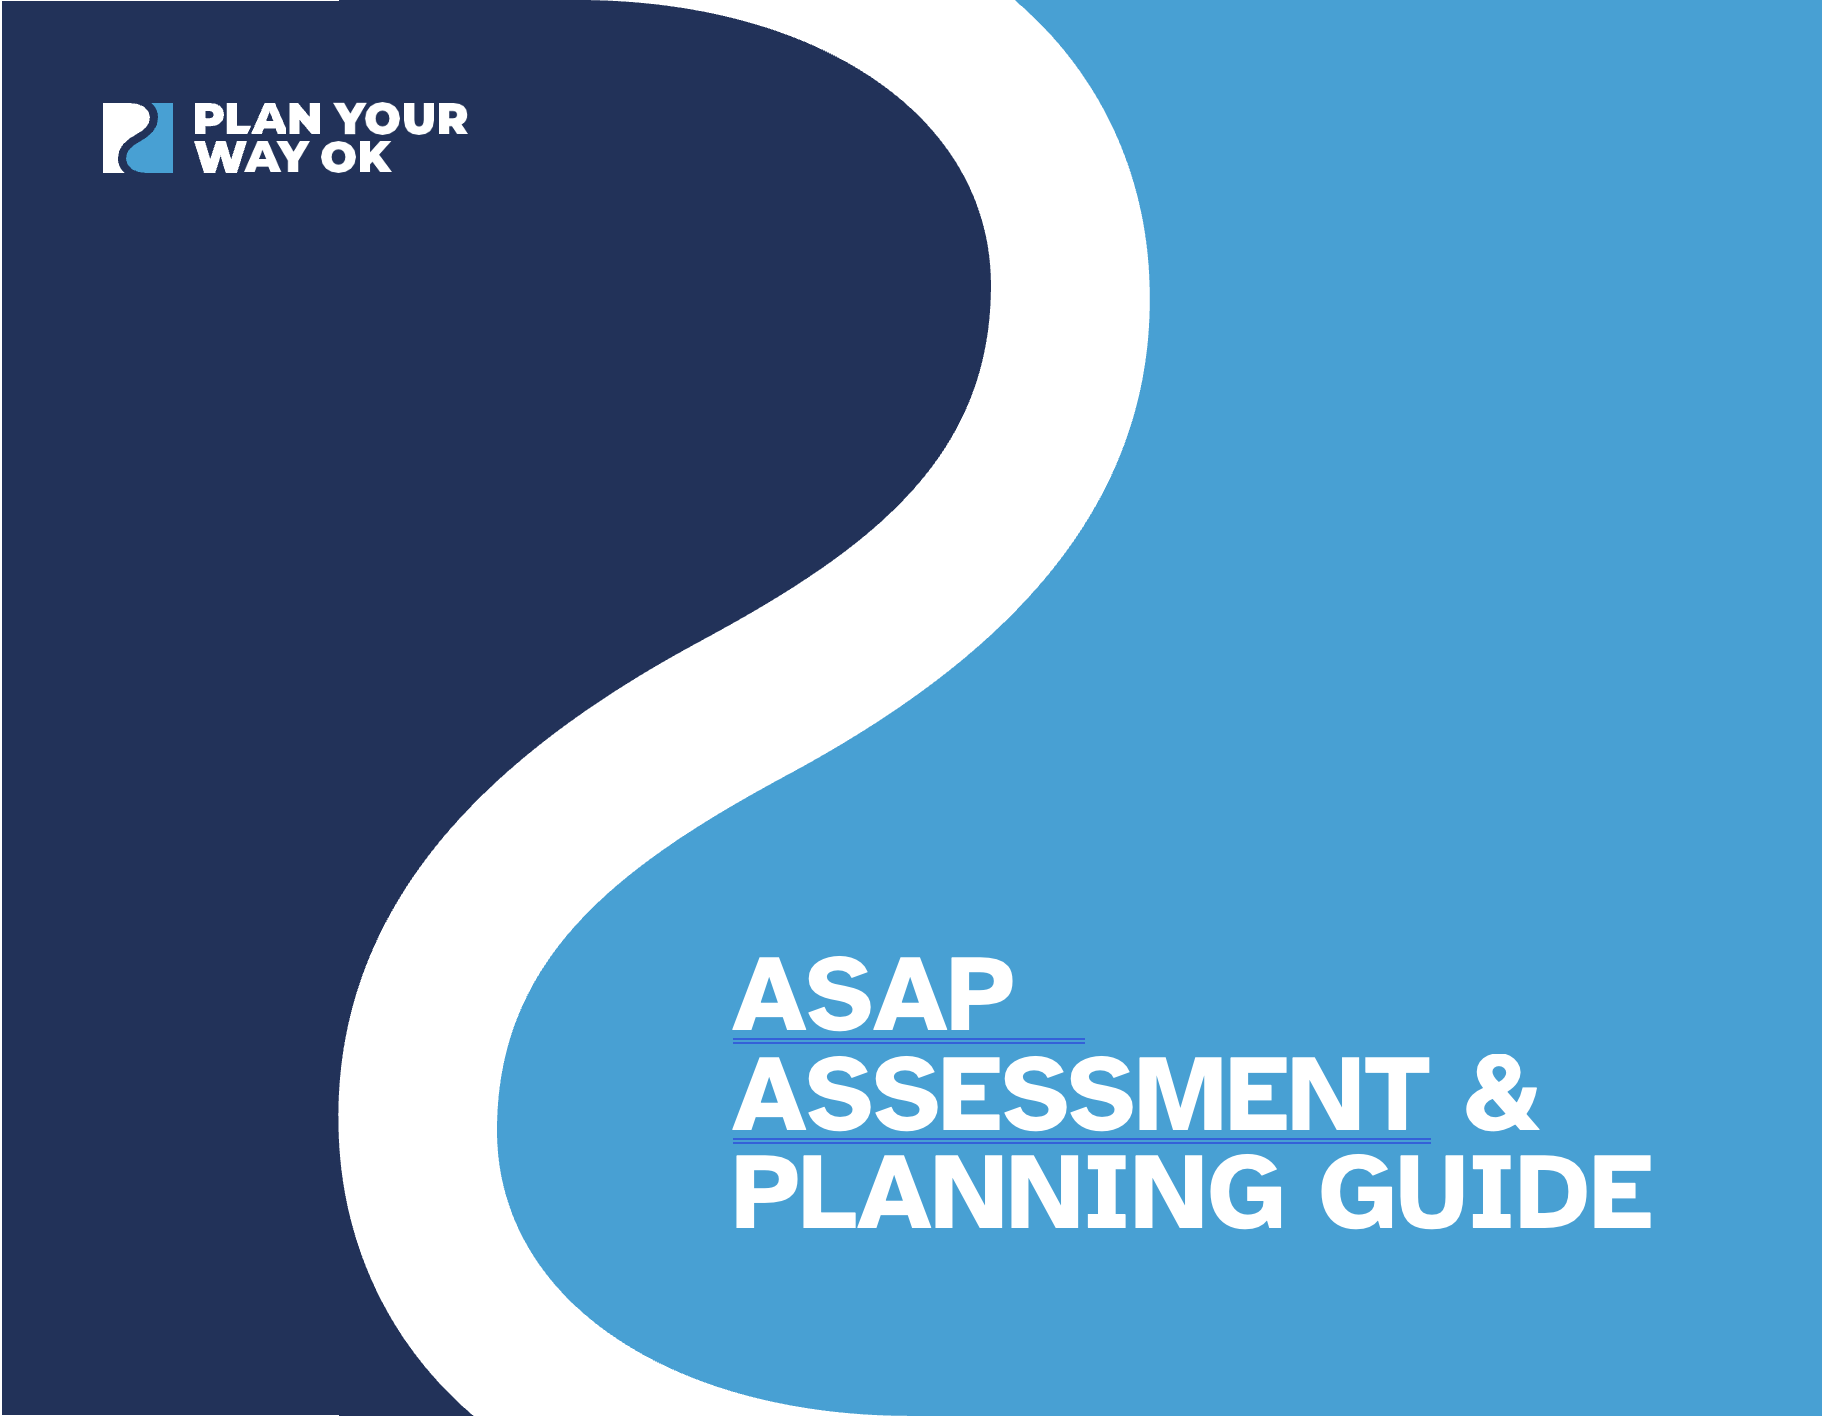 PLAN YOUR
WAY OK
ASAP
ASSESSMENT &
PLANNING GUIDE